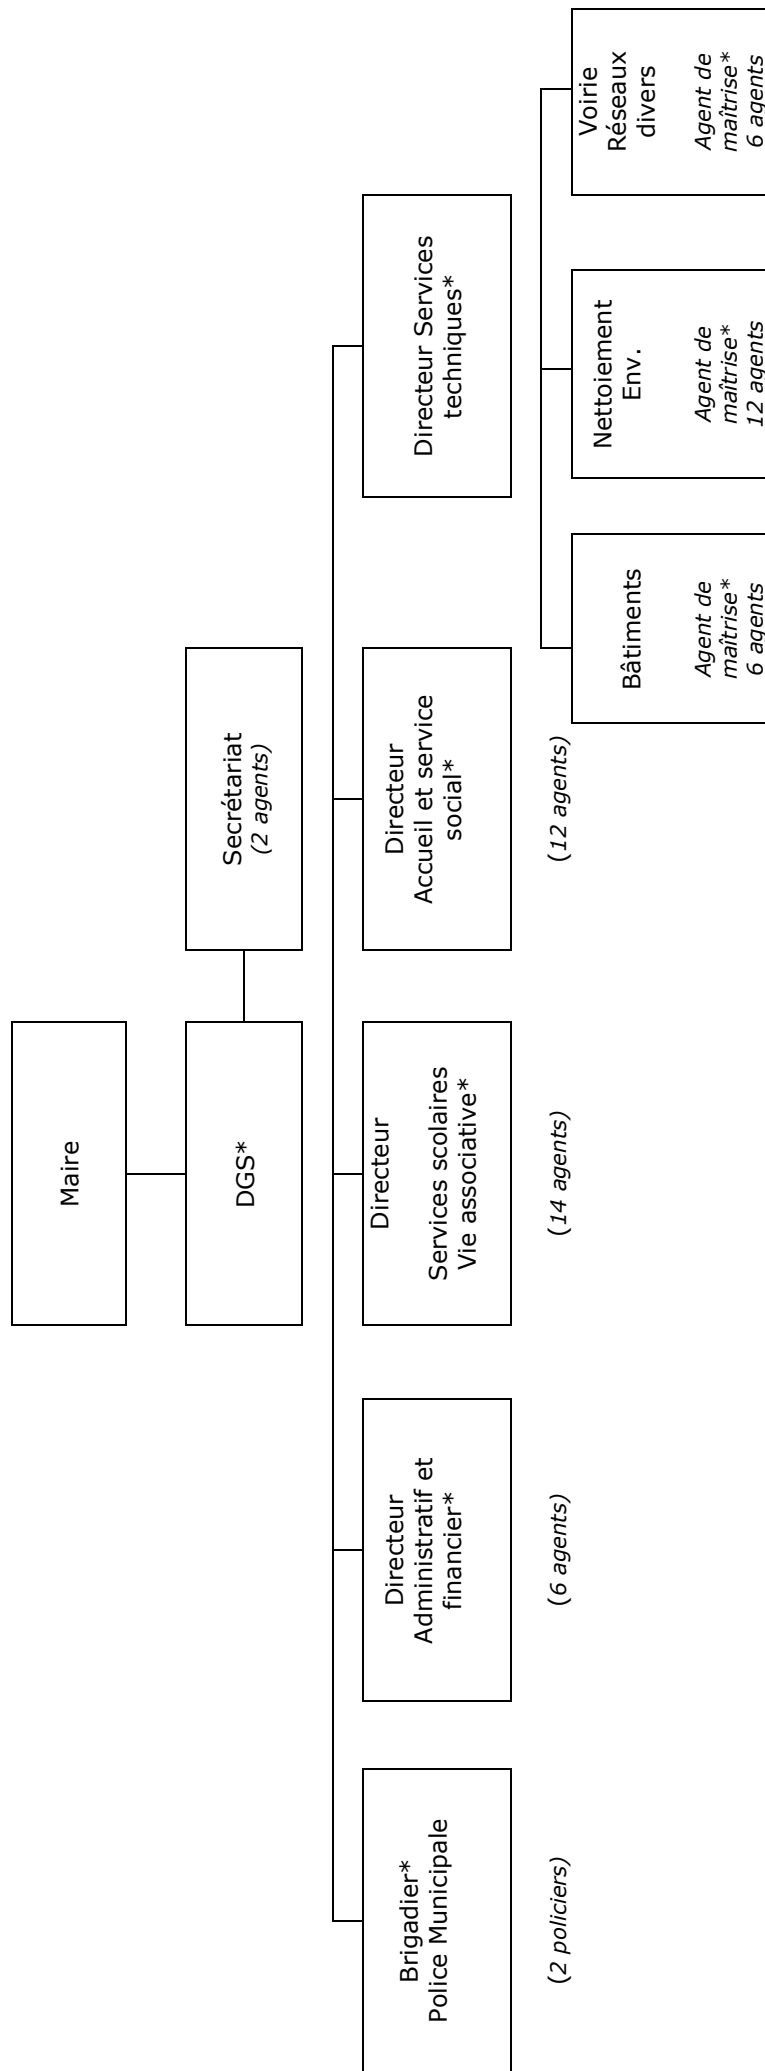 Maire
DGS*
Secrétariat
(2 agents)
Brigadier*
Police Municipale
(2 policiers)
Directeur
Administratif et
financier*
(6 agents)
Directeur
Services scolaires
Vie associative*
(14 agents)
Directeur
Accueil et service
social*
(12 agents)
Directeur Services
techniques*
Bâtiments
Agent de
maîtrise*
6 agents
Nettoiement
Env.
Agent de
maîtrise*
12 agents
Voirie
Réseaux
divers
Agent de
maîtrise*
6 agents